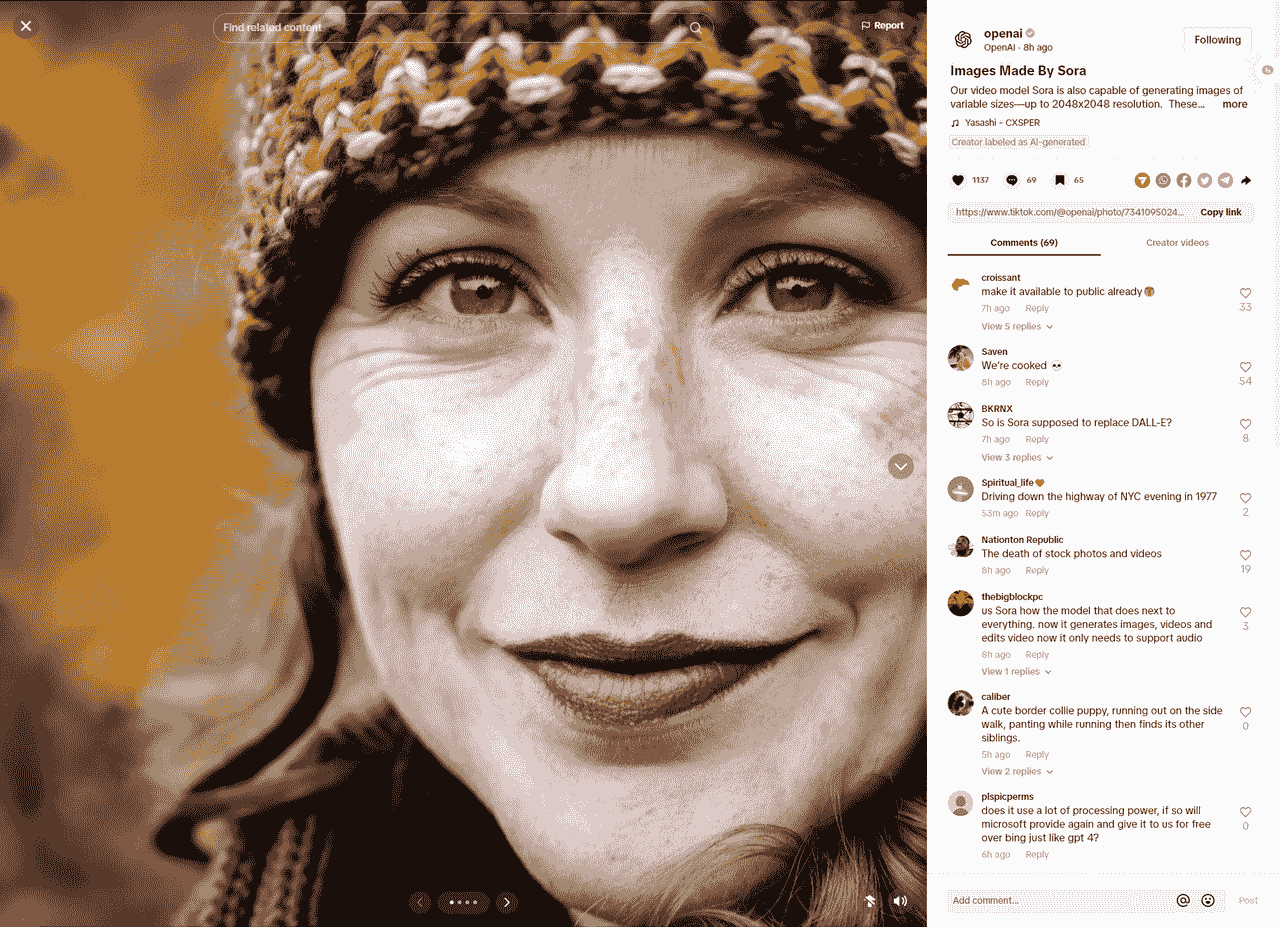 Find related content
Report
openai
OpenAI · 8h ago
Following
Images Made By Sora
Our video model Sora is also capable of generating images of
variable sizes—up to 2048x2048 resolution. These... more
Yasashi - CXSPER
Creator labeled as AI-generated
1137 69 65
https://www.tiktok.com/@openai/photo/7341095024... Copy link
Comments (69) Creator videos
croissant
make it available to public already
33
7h ago Reply
View 5 replies
Saven
We're cooked 💀
54
8h ago Reply
BKRNX
So is Sora supposed to replace DALL-E?
8
7h ago Reply
View 3 replies
Spiritual_life🧡
Driving down the highway of NYC evening in 1977
2
53m ago Reply
Nationton Republic
The death of stock photos and videos
19
8h ago Reply
thebigblockpc
us Sora how the model that does next to
everything. now it generates images, videos and
edits video now it only needs to support audio
3
8h ago Reply
View 1 replies
caliber
A cute border collie puppy, running out on the side
walk, panting while running then finds its other
siblings.
0
5h ago Reply
View 2 replies
plspicperms
does it use a lot of processing power, if so will
microsoft provide again and give it to us for free
over bing just like gpt 4?
0
6h ago Reply
Add comment... Post